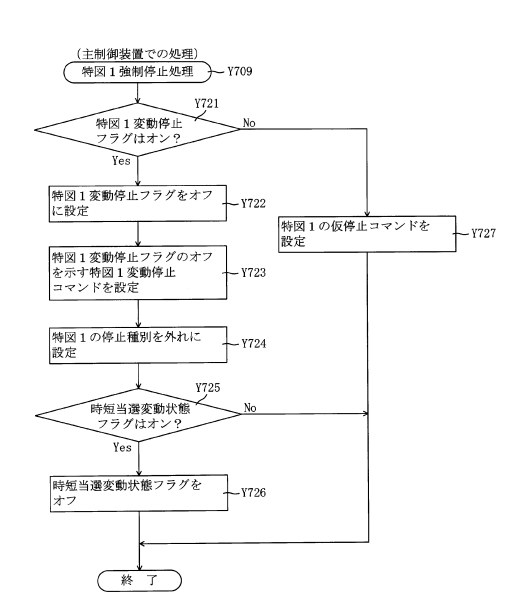 (主制御装置での処理)
特図1強制停止処理
Y709
Y721
特図1変動停止
フラグはオン?
No
Yes
特図1変動停止フラグをオフ
に設定
Y722
特図1の仮停止コマンドを
設定
Y727
特図1変動停止フラグのオフ
を示す特図1変動停止
コマンドを設定
Y723
特図1の停止種別を外れに
設定
Y724
Y725
時短当選変動状態
フラグはオン?
No
Yes
時短当選変動状態フラグを
オフ
Y726
終 了